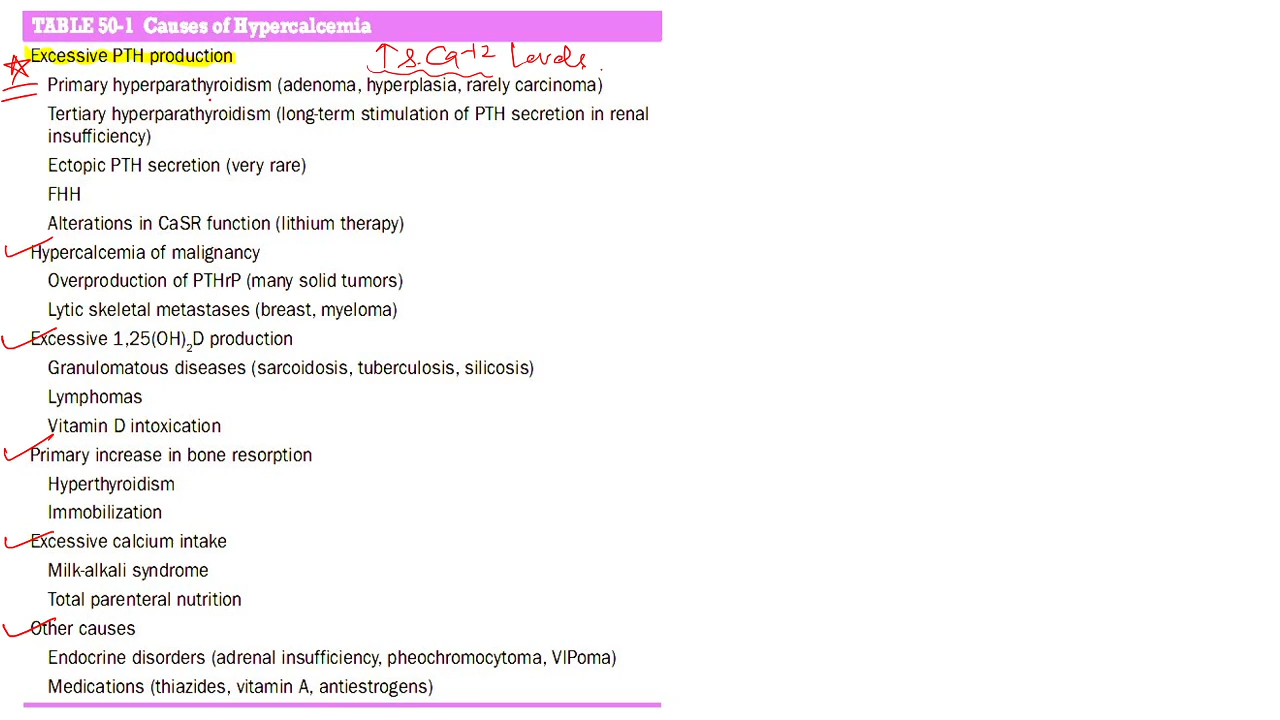 TABLE 50-1 Causes of Hypercalcemia
Excessive PTH production
↑ S. Ca+2 Levels.
Primary hyperparathyroidism (adenoma, hyperplasia, rarely carcinoma)
Tertiary hyperparathyroidism (long-term stimulation of PTH secretion in renal
insufficiency)
Ectopic PTH secretion (very rare)
FHH
Alterations in CaSR function (lithium therapy)
Hypercalcemia of malignancy
Overproduction of PTHrP (many solid tumors)
Lytic skeletal metastases (breast, myeloma)
Excessive 1,25(OH)2D production
Granulomatous diseases (sarcoidosis, tuberculosis, silicosis)
Lymphomas
Vitamin D intoxication
Primary increase in bone resorption
Hyperthyroidism
Immobilization
Excessive calcium intake
Milk-alkali syndrome
Total parenteral nutrition
Other causes
Endocrine disorders (adrenal insufficiency, pheochromocytoma, VIPoma)
Medications (thiazides, vitamin A, antiestrogens)